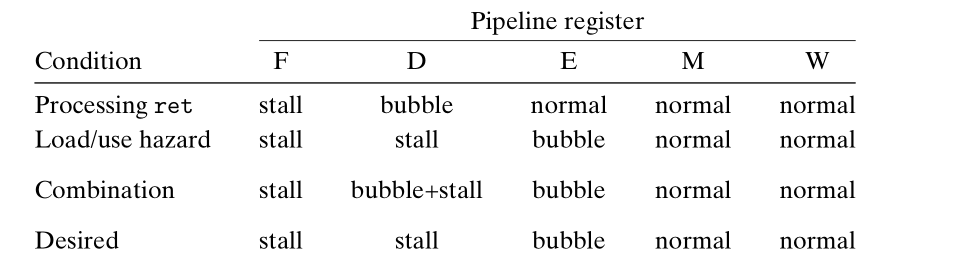 Pipeline register
Condition F D E M W
Processing ret stall bubble normal normal normal
Load/use hazard stall stall bubble normal normal
Combination stall bubble+stall bubble normal normal
Desired stall stall bubble normal normal